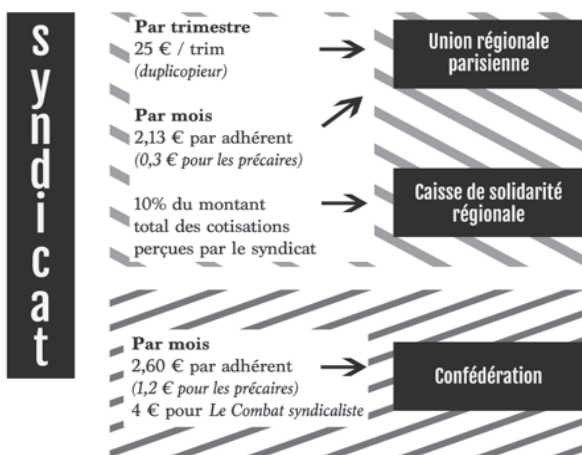 syndicat
Par trimestre
25 € / trim
(duplicopieur)
Union régionale
parisienne
Par mois
2,13 € par adhérent
(0,3 € pour les précaires)
10% du montant
total des cotisations
perçues par le syndicat
Caisse de solidarité
régionale
Par mois
2,60 € par adhérent
(1,2 € pour les précaires)
4 € pour Le Combat syndicaliste
Confédération